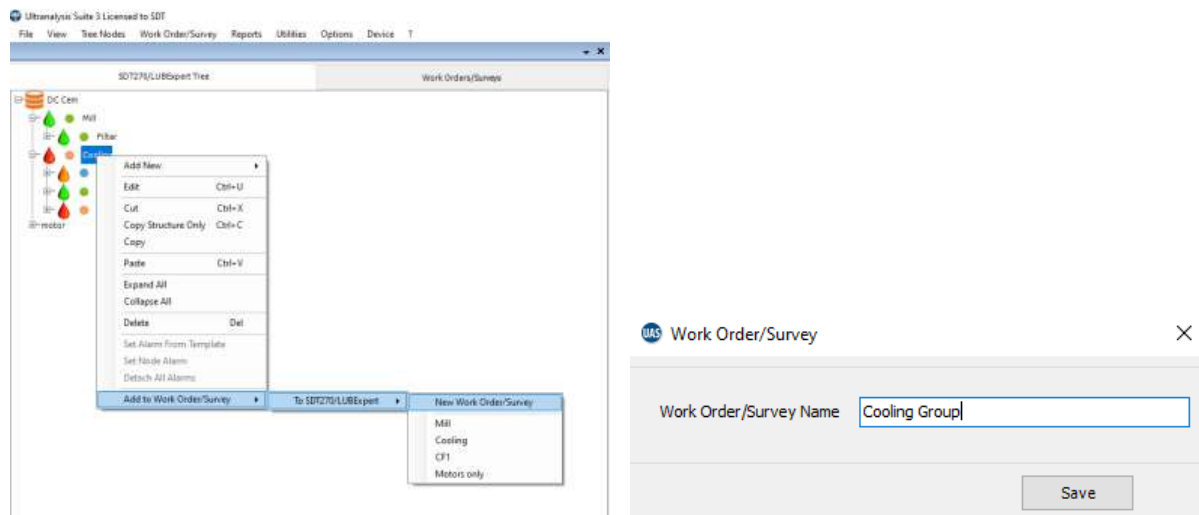 Ultranalysis Suite 3 Licensed to SDT
File View Tree Nodes Work Order/Survey Reports Utilities Options Device ?
SDT270/LUBExpert Tree
Work Orders/Surveys
DC Cem
Mill
Filter
Cooling
motor
Add New
Edit Ctrl+U
Cut Ctrl+X
Copy Structure Only Ctrl+C
Copy
Paste Ctrl+V
Expand All
Collapse All
Delete Del
Set Alarm From Template
Set Node Alarm
Detach All Alarms
Add to Work Order/Survey
To SDT270/LUBExpert
New Work Order/Survey
Mill
Cooling
CF1
Motors only
UAS Work Order/Survey
Work Order/Survey Name Cooling Group
Save